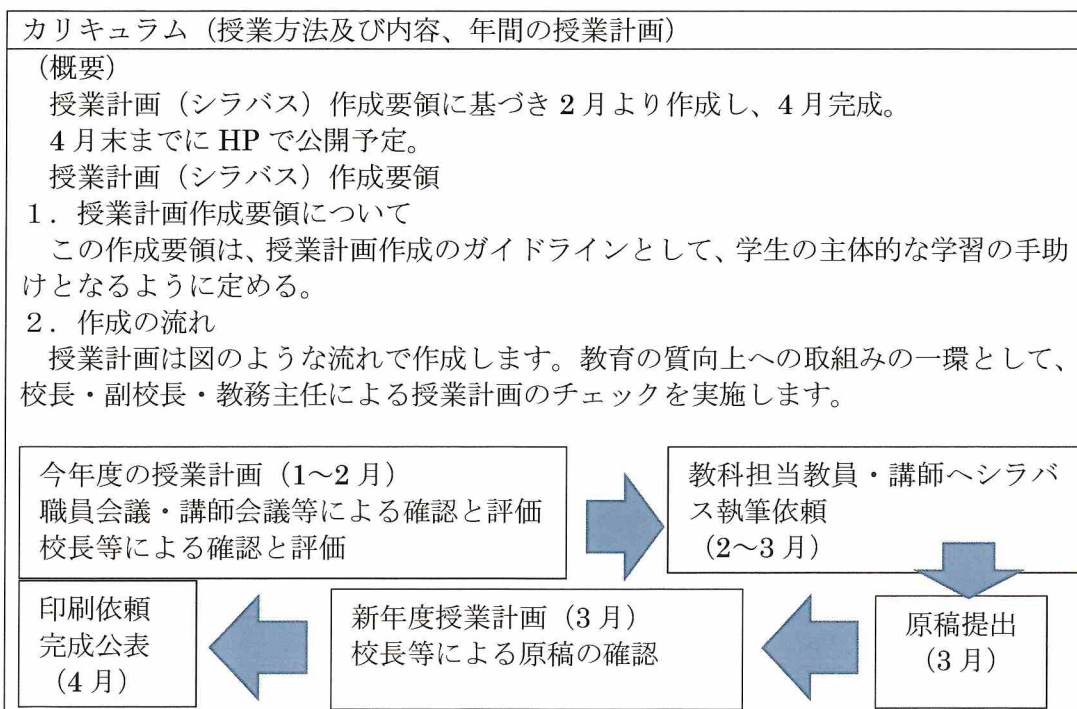 カリキュラム（授業方法及び内容、年間の授業計画）
（概要）
授業計画（シラバス）作成要領に基づき 2 月より作成し、4 月完成。
4 月末までに HP で公開予定。
授業計画（シラバス）作成要領
１．授業計画作成要領について
この作成要領は、授業計画作成のガイドラインとして、学生の主体的な学習の手助
けとなるように定める。
２．作成の流れ
授業計画は図のような流れで作成します。教育の質向上への取組みの一環として、
校長・副校長・教務主任による授業計画のチェックを実施します。
今年度の授業計画（1～2 月）
職員会議・講師会議等による確認と評価
校長等による確認と評価
教科担当教員・講師へシラバ
ス執筆依頼
（2～3 月）
原稿提出
（3 月）
新年度授業計画（3 月）
校長等による原稿の確認
印刷依頼
完成公表
（4 月）